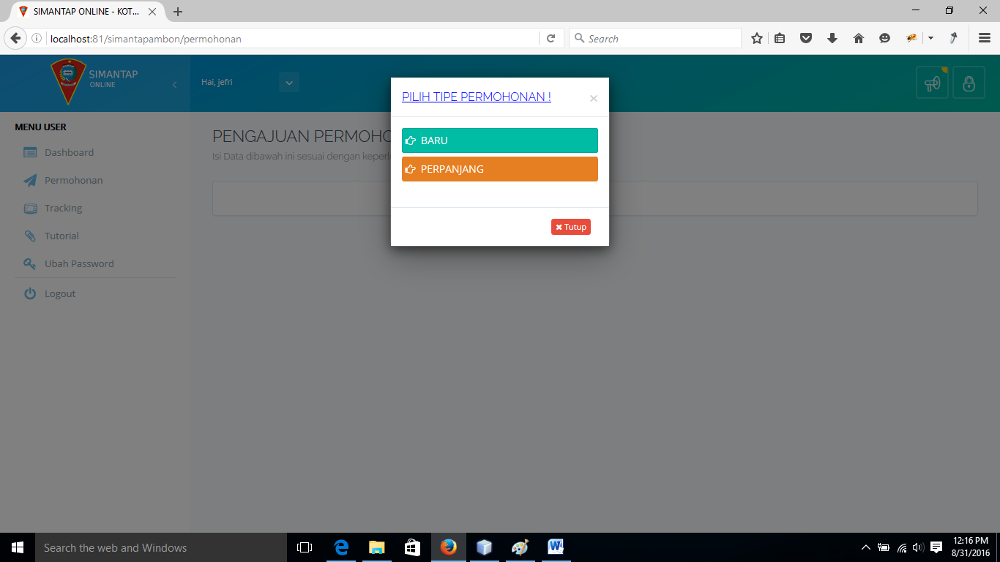 SIMANTAP ONLINE - KOT...
localhost:81/simantapambon/permohonan
Search
SIMANTAP
ONLINE
Hai, jefri
PILIH TIPE PERMOHONAN !
BARU
PERPANJANG
Tutup
MENU USER
Dashboard
Permohonan
Tracking
Tutorial
Ubah Password
Logout
PENGAJUAN PERMOHO
Isi Data dibawah ini sesuai dengan keperl
Search the web and Windows
12:16 PM
8/31/2016